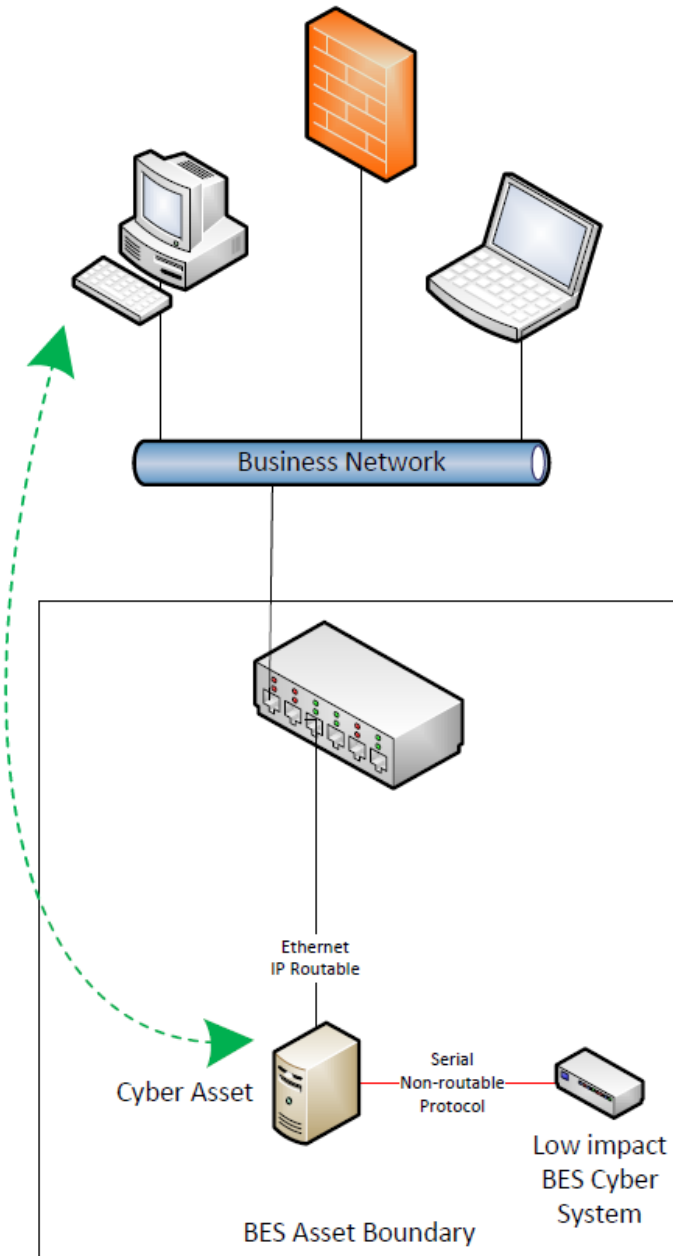 Business Network
Ethernet
IP Routable
Cyber Asset
Serial
Non-routable
Protocol
Low impact
BES Cyber
System
BES Asset Boundary